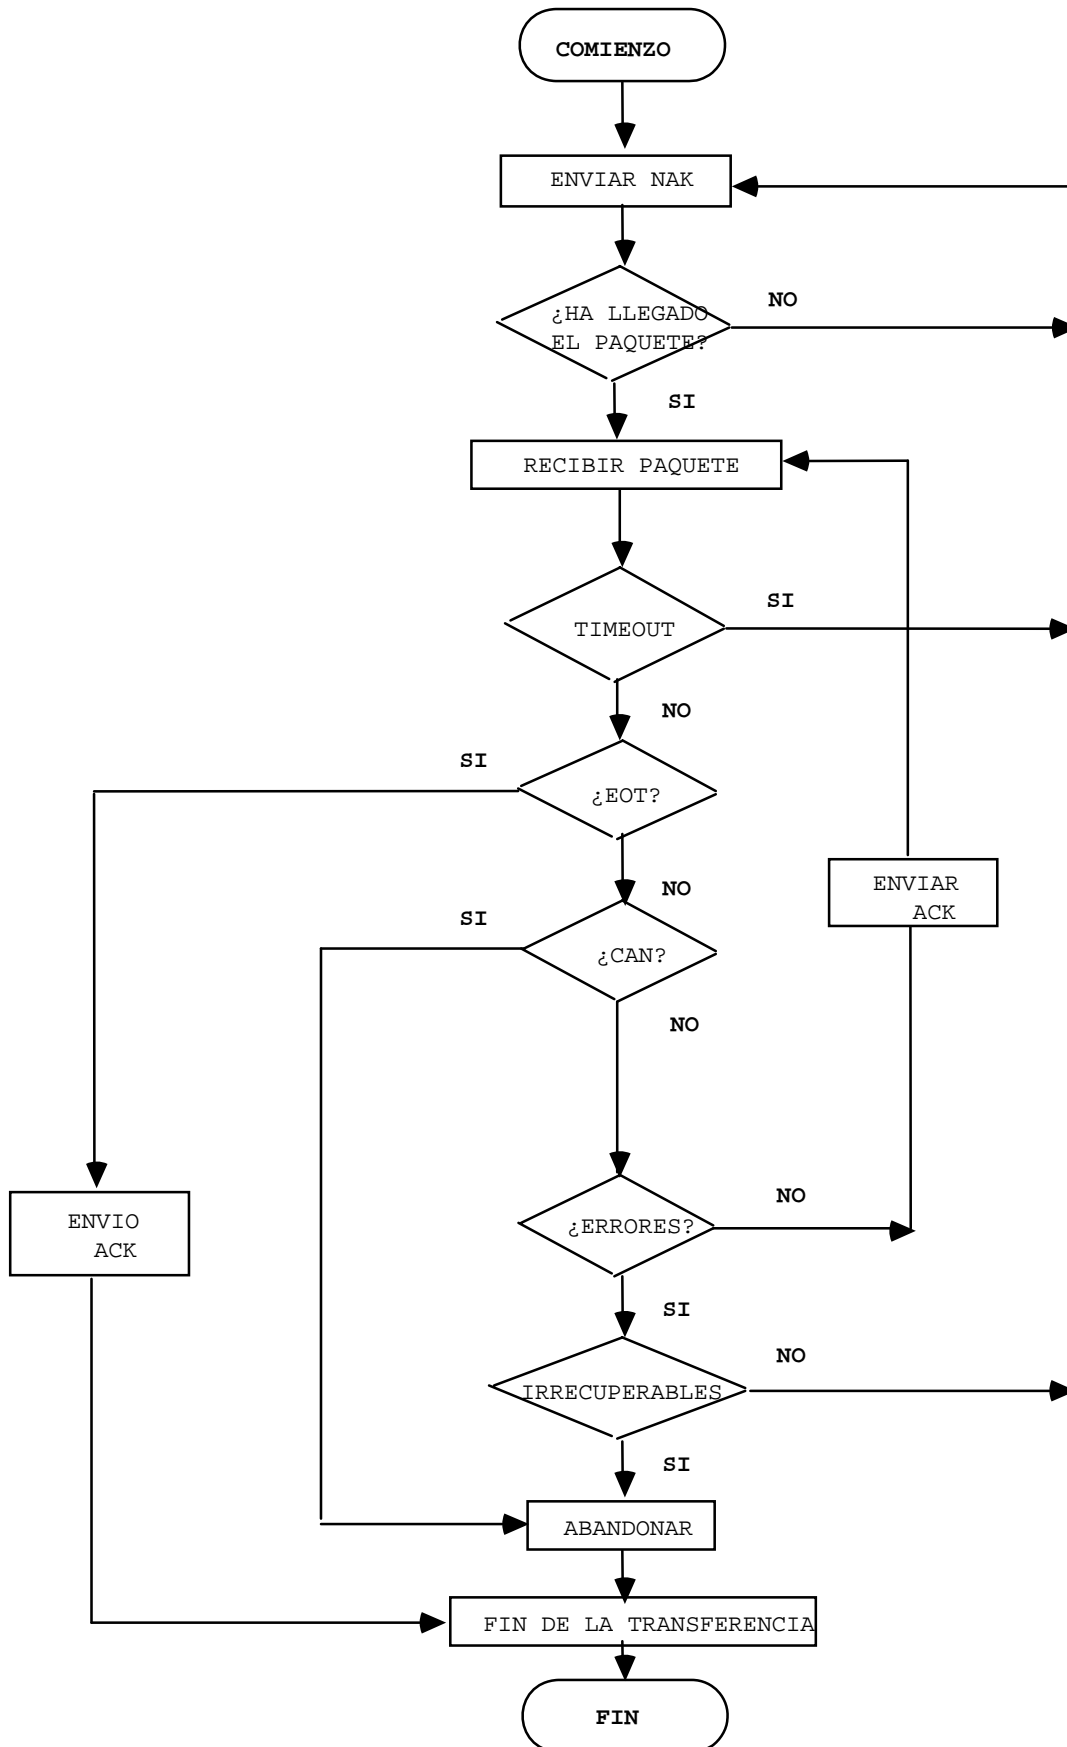 COMIENZO
ENVIAR NAK
NO
¿HA LLEGADO
EL PAQUETE?
SI
RECIBIR PAQUETE
SI
TIMEOUT
NO
SI
¿EOT?
NO
ENVIAR
ACK
SI
¿CAN?
NO
NO
ENVIO
ACK
¿ERRORES?
SI
NO
IRRECUPERABLES
SI
ABANDONAR
FIN DE LA TRANSFERENCIA
FIN